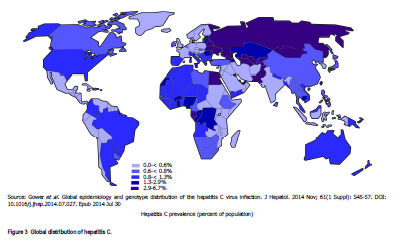 0.0-< 0.6%
0.6-< 0.8%
0.8-< 1.3%
1.3-2.9%
2.9-6.7%
Source: Gower et al. Global epidemiology and genotype distribution of the hepatitis C virus infection. J Hepatol. 2014 Nov; 61(1 Suppl): S45-57. DOI:
10.1016/j.jhep.2014.07.027. Epub 2014 Jul 30
Hepatitis C prevalence (percent of population)
Figure 3 Global distribution of hepatitis C.